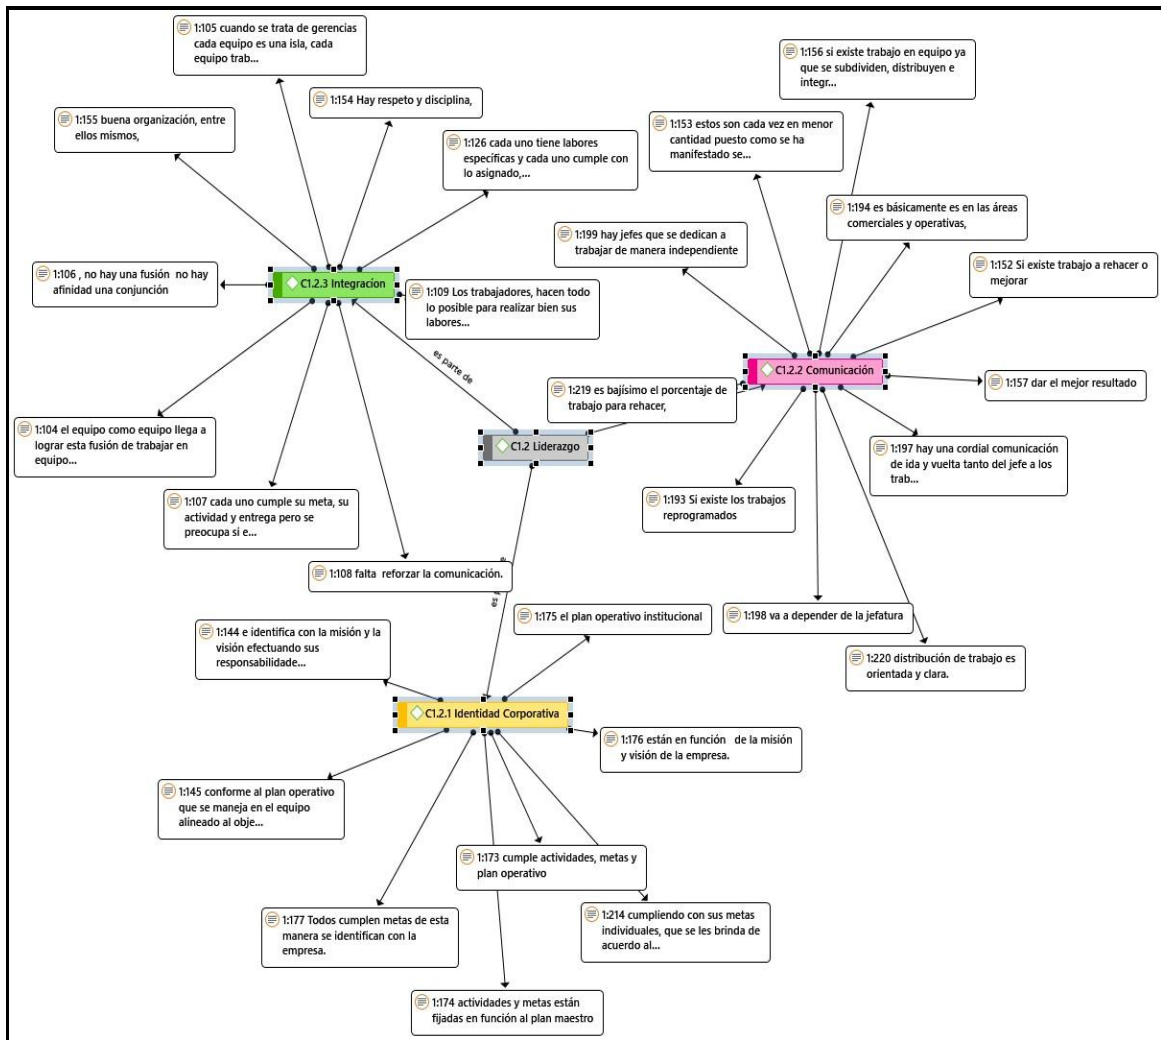 1:105 cuando se trata de gerencias
cada equipo es una isla, cada
equipo trab...
1:154 Hay respeto y disciplina,
1:155 buena organización, entre
ellos mismos,
1:126 cada uno tiene labores
específicas y cada uno cumple con
lo asignado,...
1:106 , no hay una fusión  no hay
afinidad una conjunción
C1.2.3 Integracion
1:109 Los trabajadores, hacen todo
lo posible para realizar bien sus
labores...
1:104 el equipo como equipo llega a
lograr esta fusión de trabajar en
equipo...
1:107 cada uno cumple su meta, su
actividad y entrega pero se
preocupa si e...
1:108 falta  reforzar la comunicación.
es parte de
C1.2 Liderazgo
1:156 si existe trabajo en equipo ya
que se subdividen, distribuyen e
integr...
1:153 estos son cada vez en menor
cantidad puesto como se ha
manifestado se...
1:194 es básicamente es en las áreas
comerciales y operativas,
1:199 hay jefes que se dedican a
trabajar de manera independiente
1:152 Si existe trabajo a rehacer o
mejorar
C1.2.2 Comunicación
1:219 es bajísimo el porcentaje de
trabajo para rehacer,
1:157 dar el mejor resultado
1:197 hay una cordial comunicación
de ida y vuelta tanto del jefe a los
trab...
1:193 Si existe los trabajos
reprogramados
1:198 va a depender de la jefatura
1:220 distribución de trabajo es
orientada y clara.
1:175 el plan operativo institucional
1:144 e identifica con la misión y la
visión efectuando sus
responsabilidade...
C1.2.1 Identidad Corporativa
1:176 están en función   de la misión
y visión de la empresa.
1:145 conforme al plan operativo
que se maneja en el equipo
alineado al obje...
1:173 cumple actividades, metas y
plan operativo
1:177 Todos cumplen metas de esta
manera se identifican con la
empresa.
1:214 cumpliendo con sus metas
individuales, que se les brinda de
acuerdo al...
1:174 actividades y metas están
fijadas en función al plan maestro